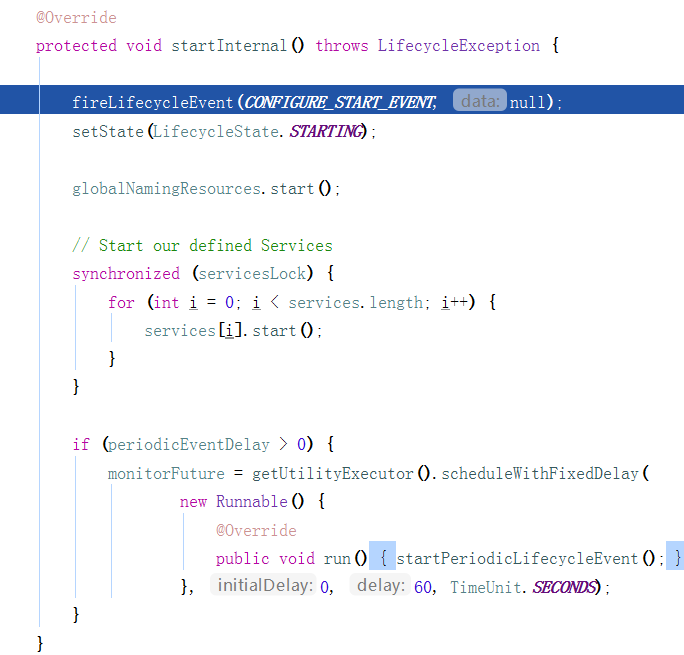 @Override
protected void startInternal() throws LifecycleException {
fireLifecycleEvent(CONFIGURE_START_EVENT, data: null);
setState(LifecycleState.STARTING);
globalNamingResources.start();
// Start our defined Services
synchronized (servicesLock) {
for (int i = 0; i < services.length; i++) {
services[i].start();
}
}
if (periodicEventDelay > 0) {
monitorFuture = getUtilityExecutor().scheduleWithFixedDelay(
new Runnable() {
@Override
public void run() { startPeriodicLifecycleEvent(); }
}, initialDelay: 0, delay: 60, TimeUnit.SECONDS);
}
}